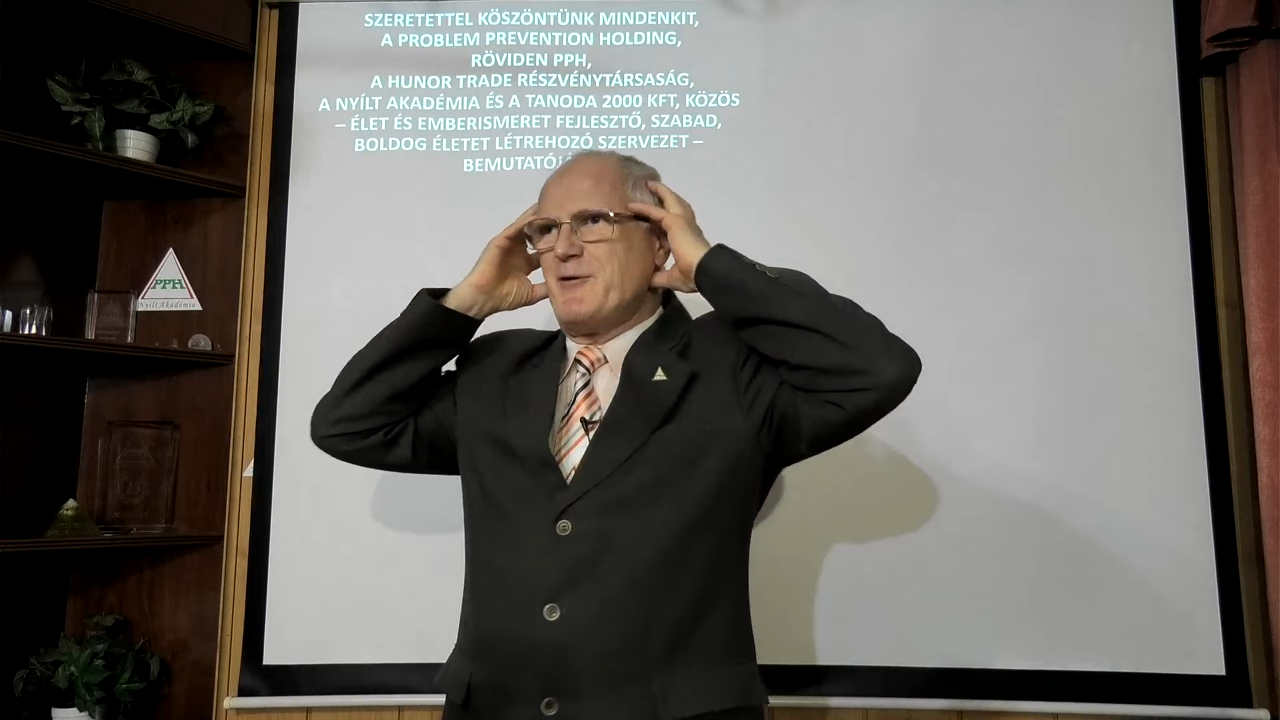 SZERETETTEL KÖSZÖNTÜNK MINDENKIT,
A PROBLEM PREVENTION HOLDING,
RÖVIDEN PPH,
A HUNOR TRADE RÉSZVÉNYTÁRSASÁG,
A NYÍLT AKADÉMIA ÉS A TANODA 2000 KFT, KÖZÖS
– ÉLET ÉS EMBERISMERET FEJLESZTŐ, SZABAD,
BOLDOG ÉLETET LÉTREHOZÓ SZERVEZET –
PPH
Nyílt Akadémia
PPH